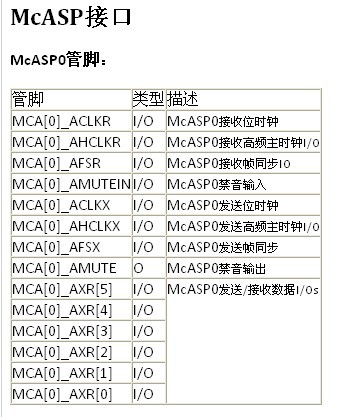 McASP接口
McASP0管脚：
管脚 类型 描述
MCA[0]_ACLKR I/O McASP0接收位时钟
MCA[0]_AHCLKR I/O McASP0接收高频主时钟I/O
MCA[0]_AFSR I/O McASP0接收帧同步IO
MCA[0]_AMUTEIN I/O McASP0禁音输入
MCA[0]_ACLKX I/O McASP0发送位时钟
MCA[0]_AHCLKX I/O McASP0发送高频主时钟I/O
MCA[0]_AFSX I/O McASP0发送帧同步
MCA[0]_AMUTE O McASP0禁音输出
MCA[0]_AXR[5] I/O McASP0发送/接收数据I/Os
MCA[0]_AXR[4] I/O
MCA[0]_AXR[3] I/O
MCA[0]_AXR[2] I/O
MCA[0]_AXR[1] I/O
MCA[0]_AXR[0] I/O